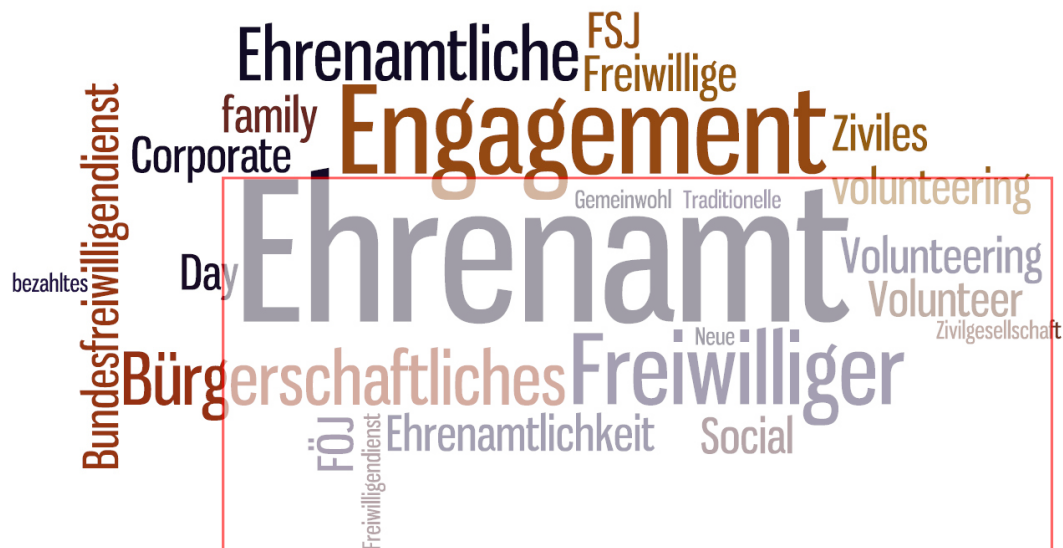 FSJ
Ehrenamtliche
Freiwillige
family
Engagement
Ziviles
Corporate
Bundesfreiwilligendienst
volunteering
Gemeinwohl
Traditionelle
Ehrenamt
Day
Volunteering
bezahltes
Volunteer
Zivilgesellschaft
Neue
Bürgerschaftliches
Freiwilliger
FÖJ
Freiwilligendienst
Ehrenamtlichkeit
Social